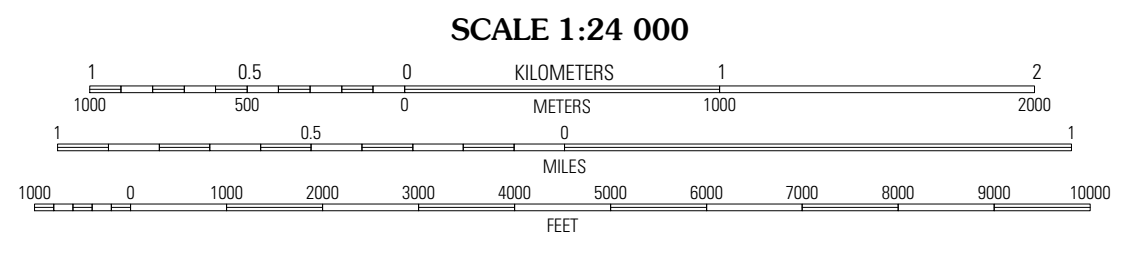 SCALE 1:24 000
1 0.5 0 KILOMETERS 1 2
1000 500 0 METERS 1000 2000
1 0.5 0 1
MILES
1000 0 1000 2000 3000 4000 5000 6000 7000 8000 9000 10000
FEET